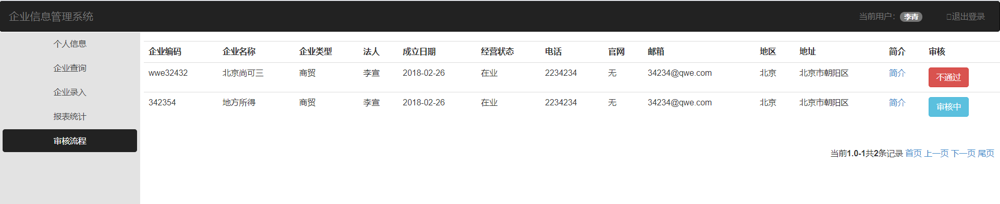 企业信息管理系统 当前用户： 李青 退出登录
个人信息
企业查询
企业录入
报表统计
审核流程
企业编码 企业名称 企业类型 法人 成立日期 经营状态 电话 官网 邮箱 地区 地址 简介 审核
wwe32432 北京尚可三 商贸 李宣 2018-02-26 在业 2234234 无 34234@qwe.com 北京 北京市朝阳区 简介 不通过
342354 地方所得 商贸 李宣 2018-02-26 在业 2234234 无 34234@qwe.com 北京 北京市朝阳区 简介 审核中
当前1.0-1共2条记录 首页 上一页 下一页 尾页